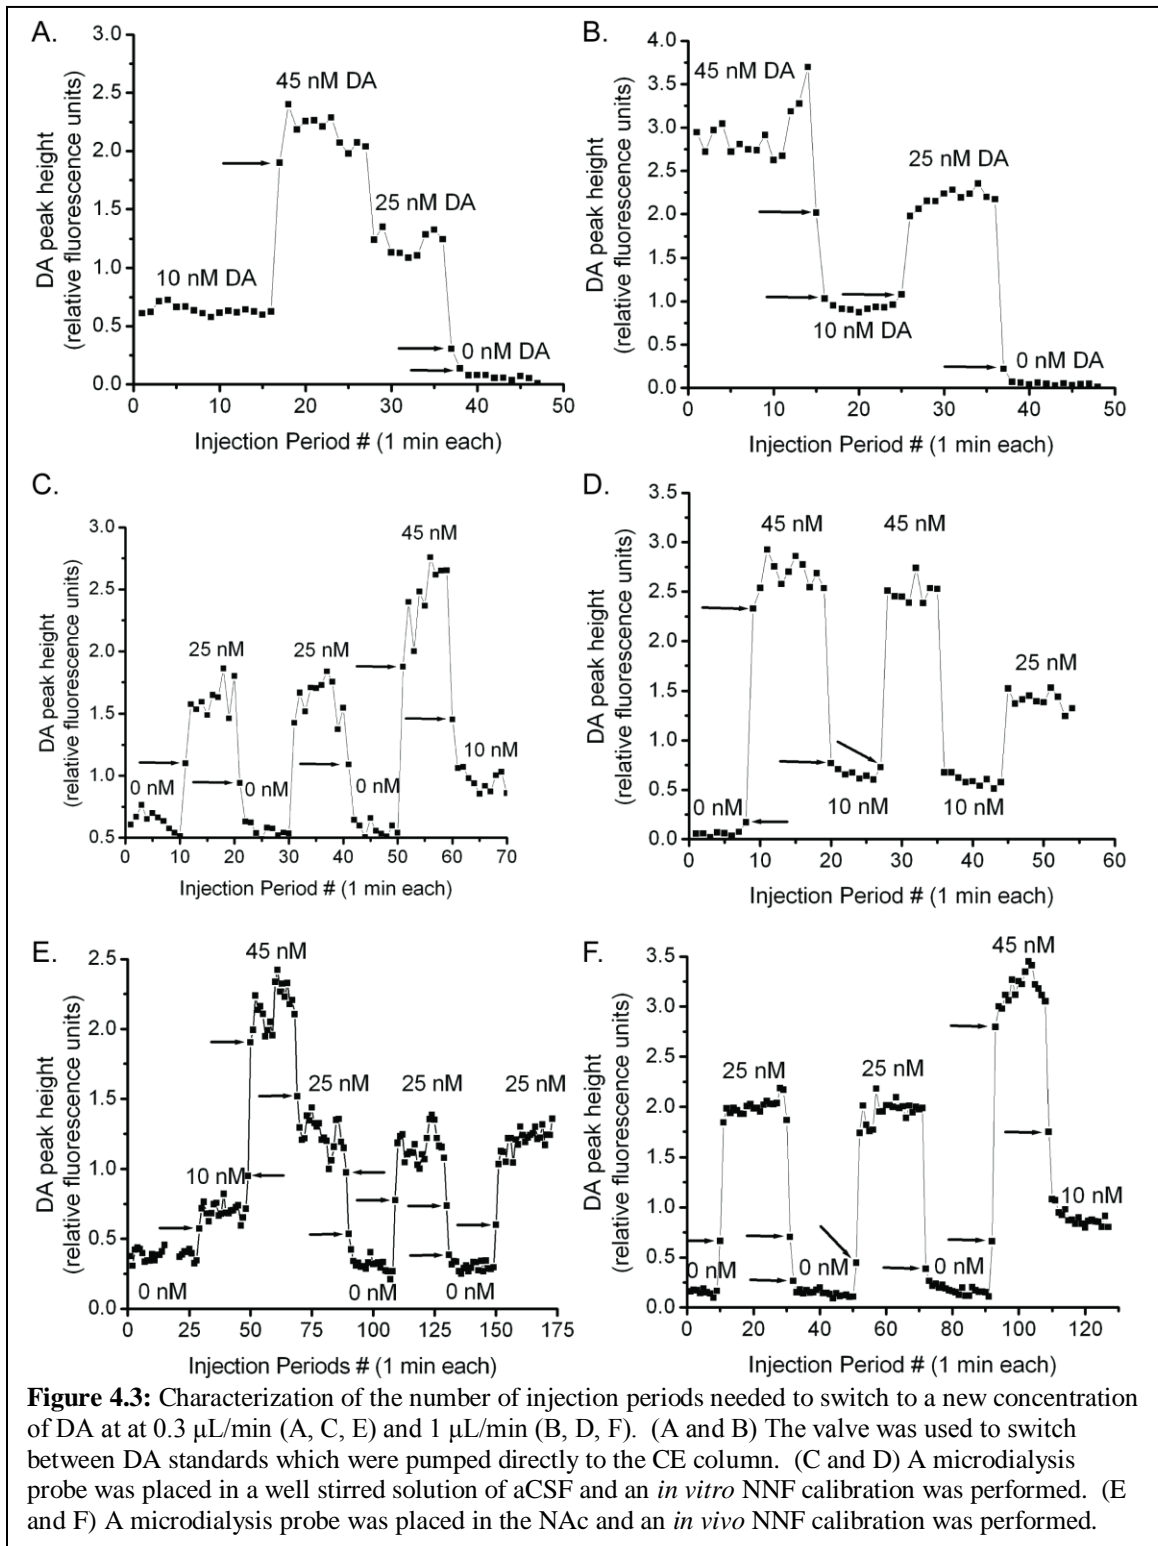 A.
DA peak height
(relative fluorescence units)
3.0
2.5
2.0
1.5
1.0
0.5
0.0
45 nM DA
25 nM DA
10 nM DA
0 nM DA
0 10 20 30 40 50
Injection Period # (1 min each)
B.
DA peak height
(relative fluorescence units)
4.0
3.5
3.0
2.5
2.0
1.5
1.0
0.5
0.0
45 nM DA
25 nM DA
10 nM DA
0 nM DA
0 10 20 30 40 50
Injection Period # (1 min each)
C.
DA peak height
(relative fluorescence units)
3.0
2.5
2.0
1.5
1.0
0.5
45 nM
25 nM 25 nM
10 nM
0 nM 0 nM 0 nM
0 10 20 30 40 50 60 70
Injection Period # (1 min each)
D.
DA peak height
(relative fluorescence units)
3.5
3.0
2.5
2.0
1.5
1.0
0.5
0.0
45 nM 45 nM
25 nM
0 nM 10 nM 10 nM
0 10 20 30 40 50 60
Injection Period # (1 min each)
E.
DA peak height
(relative fluorescence units)
2.5
2.0
1.5
1.0
0.5
0.0
45 nM
25 nM 25 nM 25 nM
10 nM
0 nM 0 nM 0 nM
0 25 50 75 100 125 150 175
Injection Periods # (1 min each)
F.
DA peak height
(relative fluorescence units)
3.5
3.0
2.5
2.0
1.5
1.0
0.5
0.0
45 nM
25 nM 25 nM
10 nM
0 nM 0 nM 0 nM
0 20 40 60 80 100 120
Injection Period # (1 min each)
Figure 4.3: Characterization of the number of injection periods needed to switch to a new concentration
of DA at at 0.3 μL/min (A, C, E) and 1 μL/min (B, D, F). (A and B) The valve was used to switch
between DA standards which were pumped directly to the CE column. (C and D) A microdialysis
probe was placed in a well stirred solution of aCSF and an in vitro NNF calibration was performed. (E
and F) A microdialysis probe was placed in the NAc and an in vivo NNF calibration was performed.